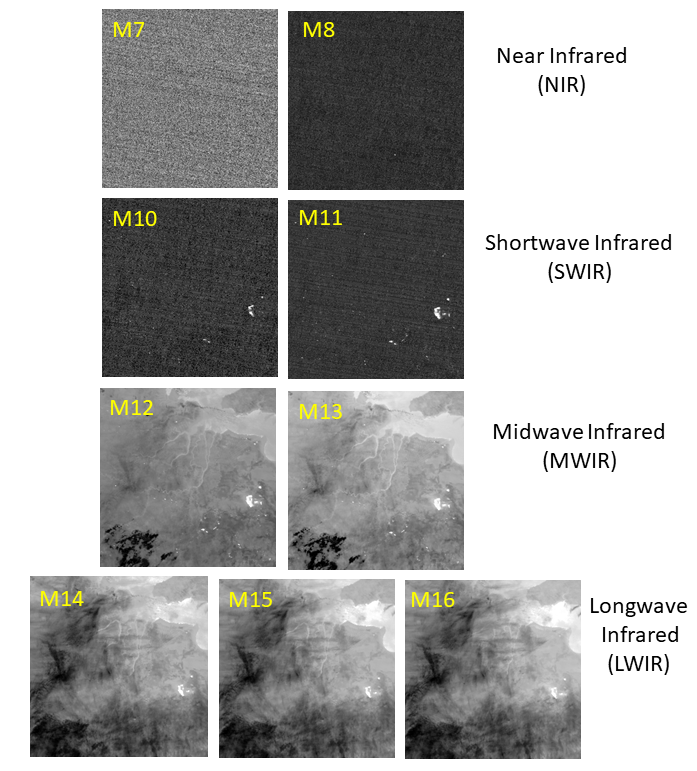 M7
M8
Near Infrared
(NIR)
M10
M11
Shortwave Infrared
(SWIR)
M12
M13
Midwave Infrared
(MWIR)
M14
M15
M16
Longwave
Infrared
(LWIR)